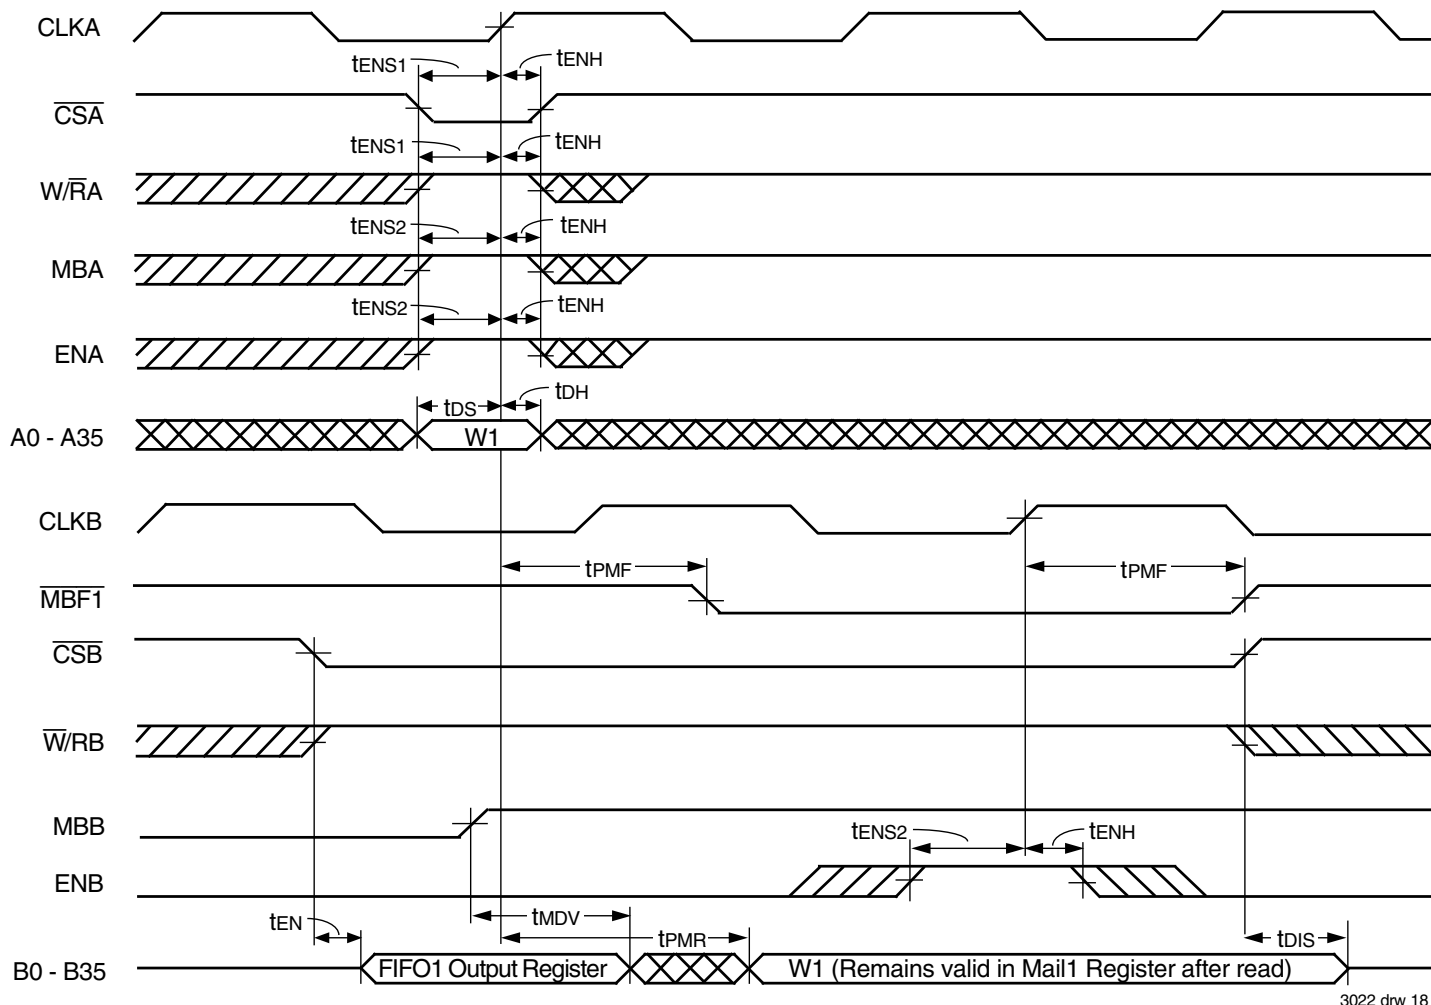 CLKA
tENS1 tENH
CSA
tENS1 tENH
W/RA
tENS2 tENH
MBA
tENS2 tENH
ENA
tDS tDH
A0 - A35 W1
CLKB
tPMF tPMF
MBF1
CSB
W/RB
MBB
tENS2 tENH
ENB
tEN tMDV tPMR tDIS
B0 - B35 FIFO1 Output Register W1 (Remains valid in Mail1 Register after read)
3022 drw 18